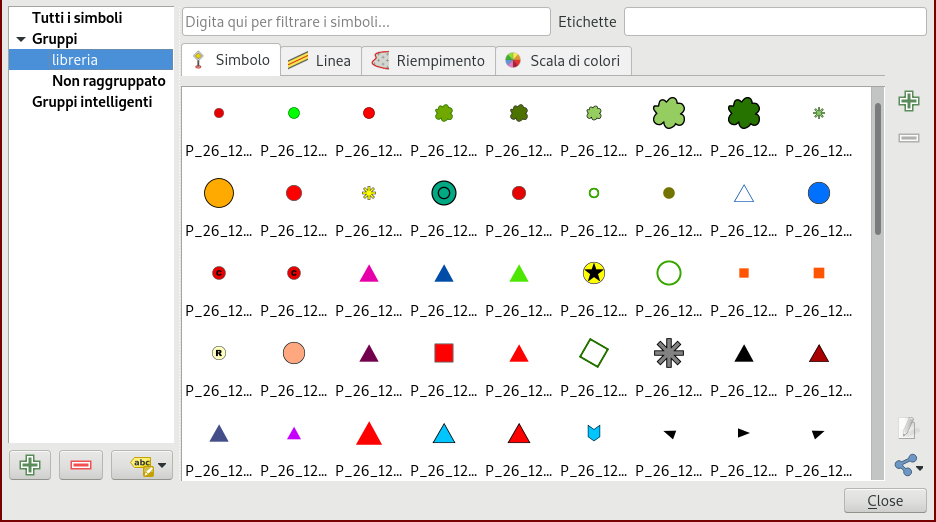 Tutti i simboli
Gruppi
libreria
Non raggruppato
Gruppi intelligenti
abc
Digita qui per filtrare i simboli...
Etichette
Simbolo
Linea
Riempimento
Scala di colori
P_26_12... P_26_12... P_26_12... P_26_12... P_26_12... P_26_12... P_26_12... P_26_12... P_26_12...
P_26_12... P_26_12... P_26_12... P_26_12... P_26_12... P_26_12... P_26_12... P_26_12... P_26_12...
C C
P_26_12... P_26_12... P_26_12... P_26_12... P_26_12... P_26_12... P_26_12... P_26_12... P_26_12...
R
P_26_12... P_26_12... P_26_12... P_26_12... P_26_12... P_26_12... P_26_12... P_26_12... P_26_12...
P_26_12... P_26_12... P_26_12... P_26_12... P_26_12... P_26_12... P_26_12... P_26_12... P_26_12...
Close